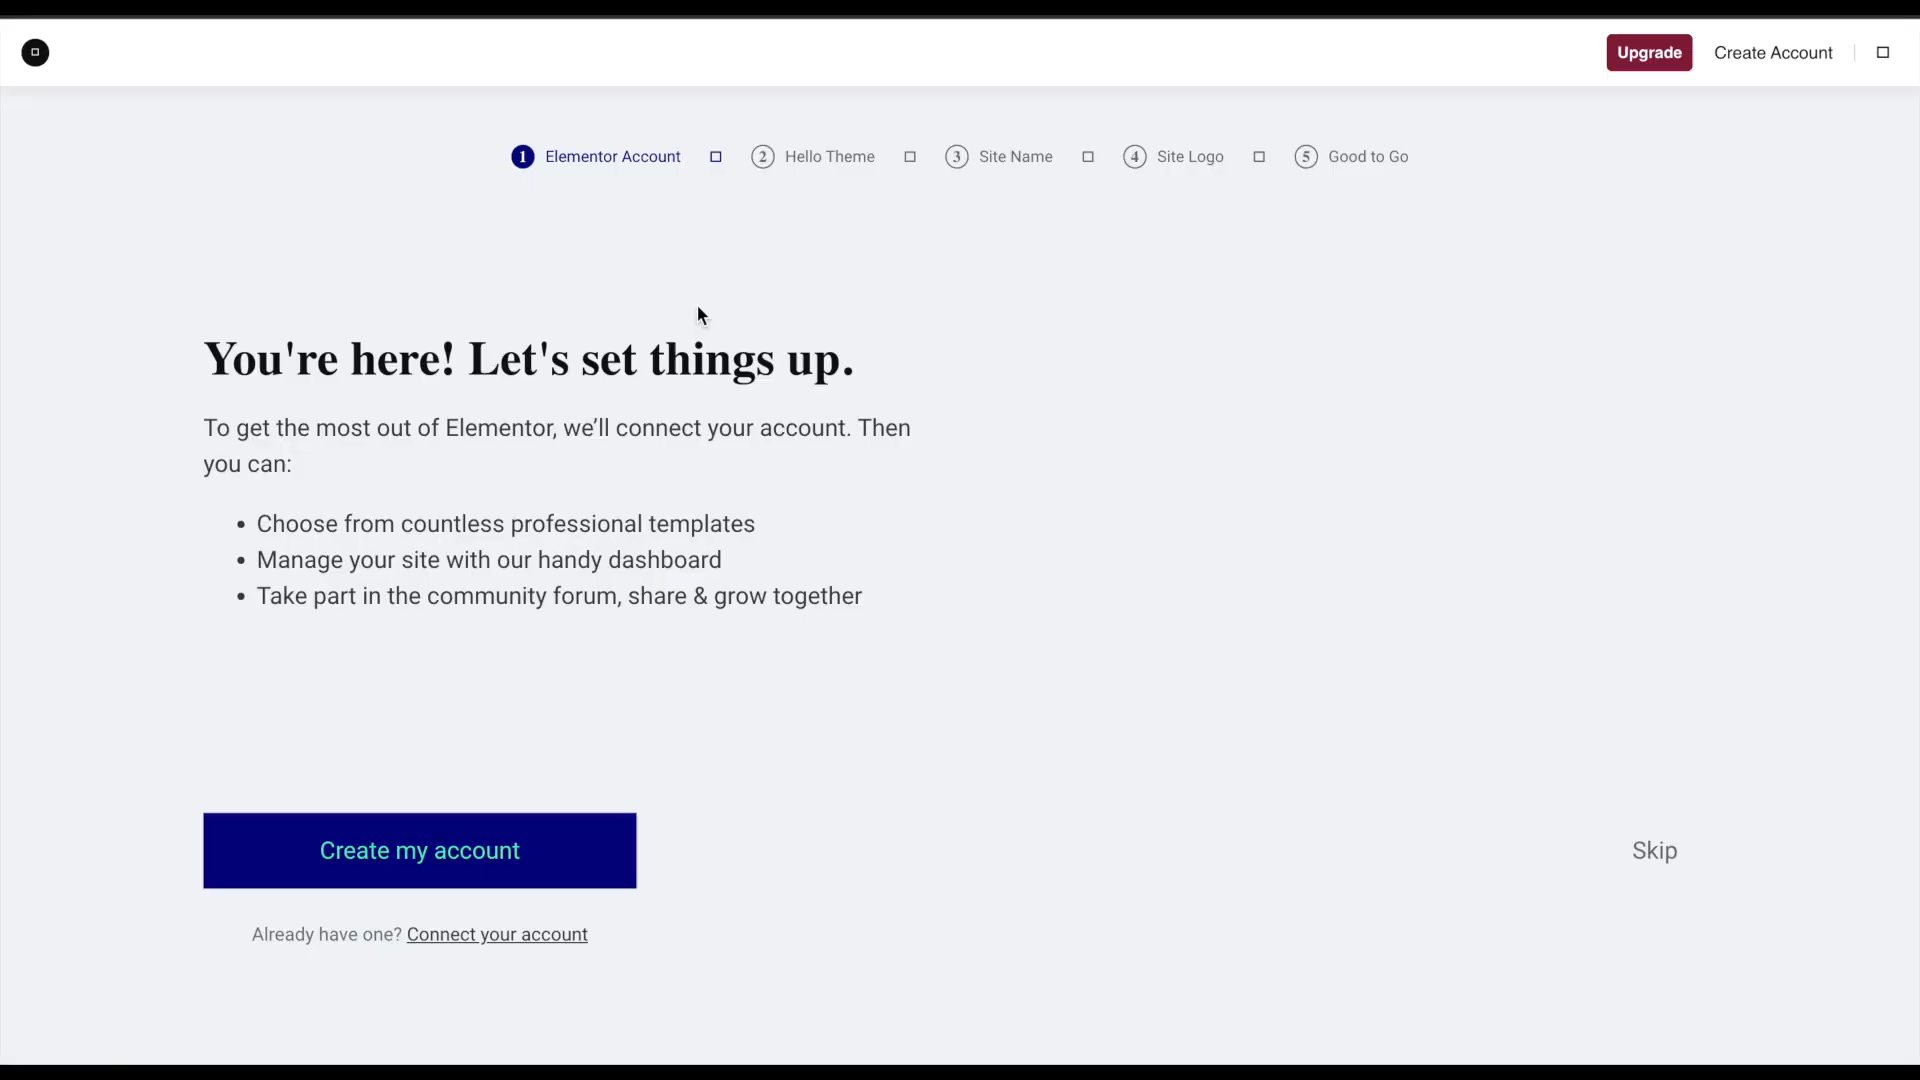 Upgrade Create Account
1 Elementor Account 2 Hello Theme 3 Site Name 4 Site Logo 5 Good to Go
You're here! Let's set things up.
To get the most out of Elementor, we’ll connect your account. Then
you can:
• Choose from countless professional templates
• Manage your site with our handy dashboard
• Take part in the community forum, share & grow together
Create my account
Skip
Already have one? Connect your account